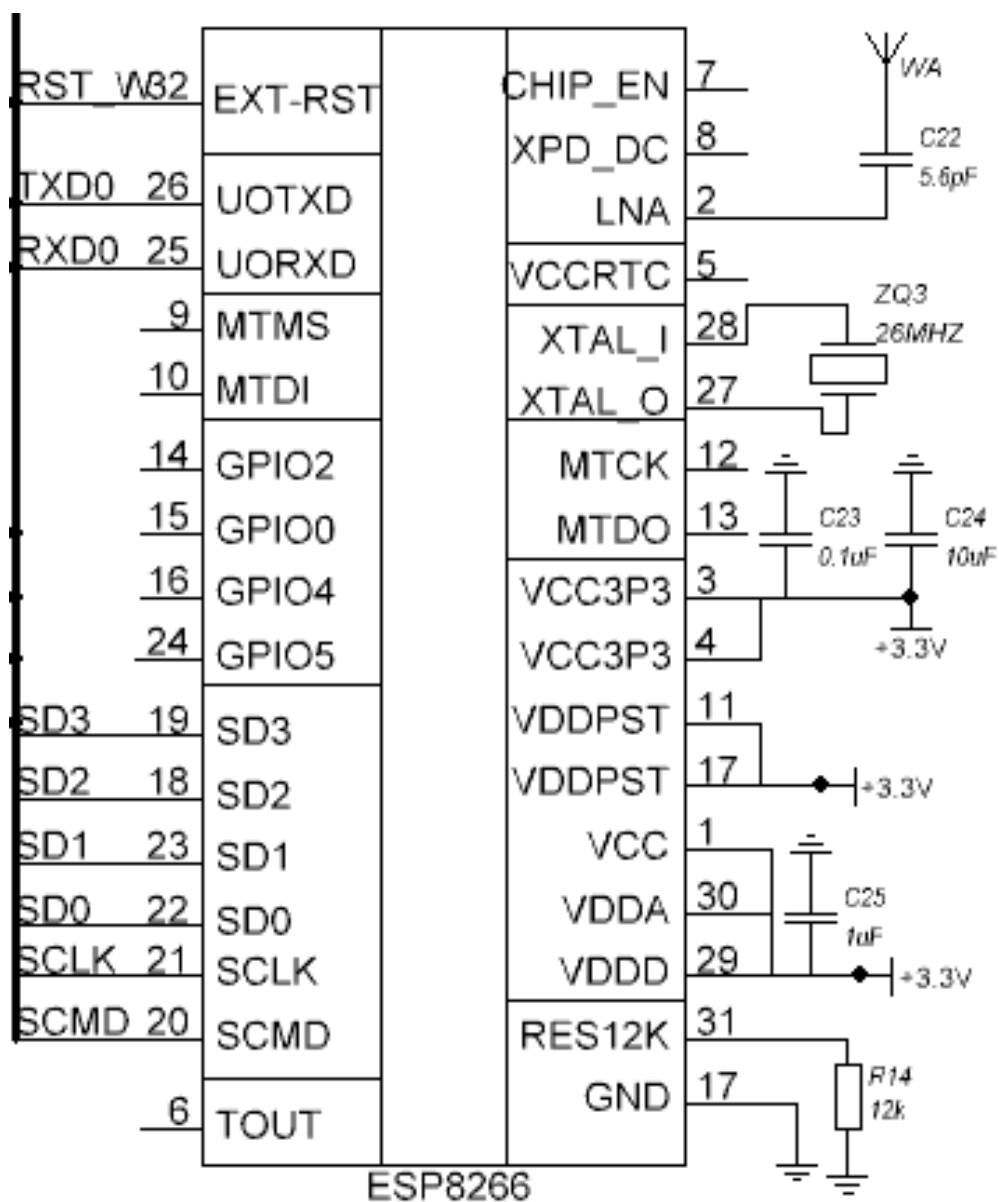 RST_W 32 EXT-RST
TXD0 26 UOTXD
RXD0 25 UORXD
9 MTMS
10 MTDI
14 GPIO2
15 GPIO0
16 GPIO4
24 GPIO5
SD3 19 SD3
SD2 18 SD2
SD1 23 SD1
SD0 22 SD0
SCLK 21 SCLK
SCMD 20 SCMD
6 TOUT
CHIP_EN 7
XPD_DC 8
LNA 2
VCCRTC 5
XTAL_I 28
XTAL_O 27
MTCK 12
MTDO 13
VCC3P3 3
VCC3P3 4
VDDPST 11
VDDPST 17
VCC 1
VDDA 30
VDDD 29
RES12K 31
GND 17
WA
C22
5.6pF
ZQ3
26MHZ
C23
0.1uF
C24
10uF
+3.3V
+3.3V
C25
1uF
+3.3V
R14
12k
ESP8266